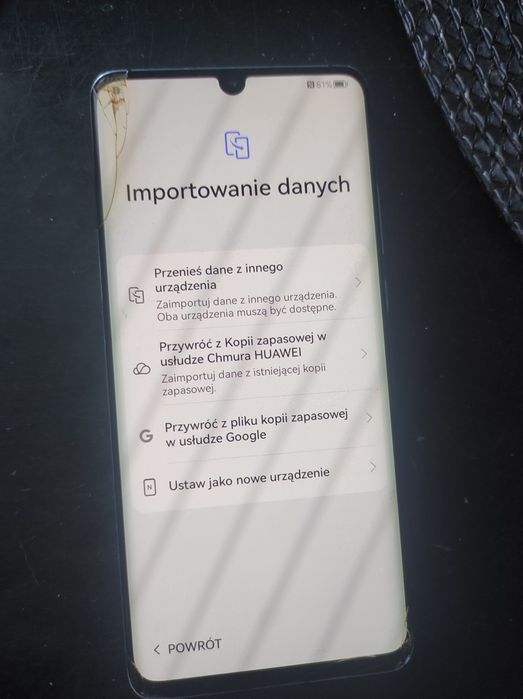 81%
Importowanie danych
Przenieś dane z innego
urządzenia
Zaimportuj dane z innego urządzenia.
Oba urządzenia muszą być dostępne.
Przywróć z Kopii zapasowej w
usłudze Chmura HUAWEI
Zaimportuj dane z istniejącej kopii
zapasowej.
Przywróć z pliku kopii zapasowej
w usłudze Google
Ustaw jako nowe urządzenie
POWRÓT